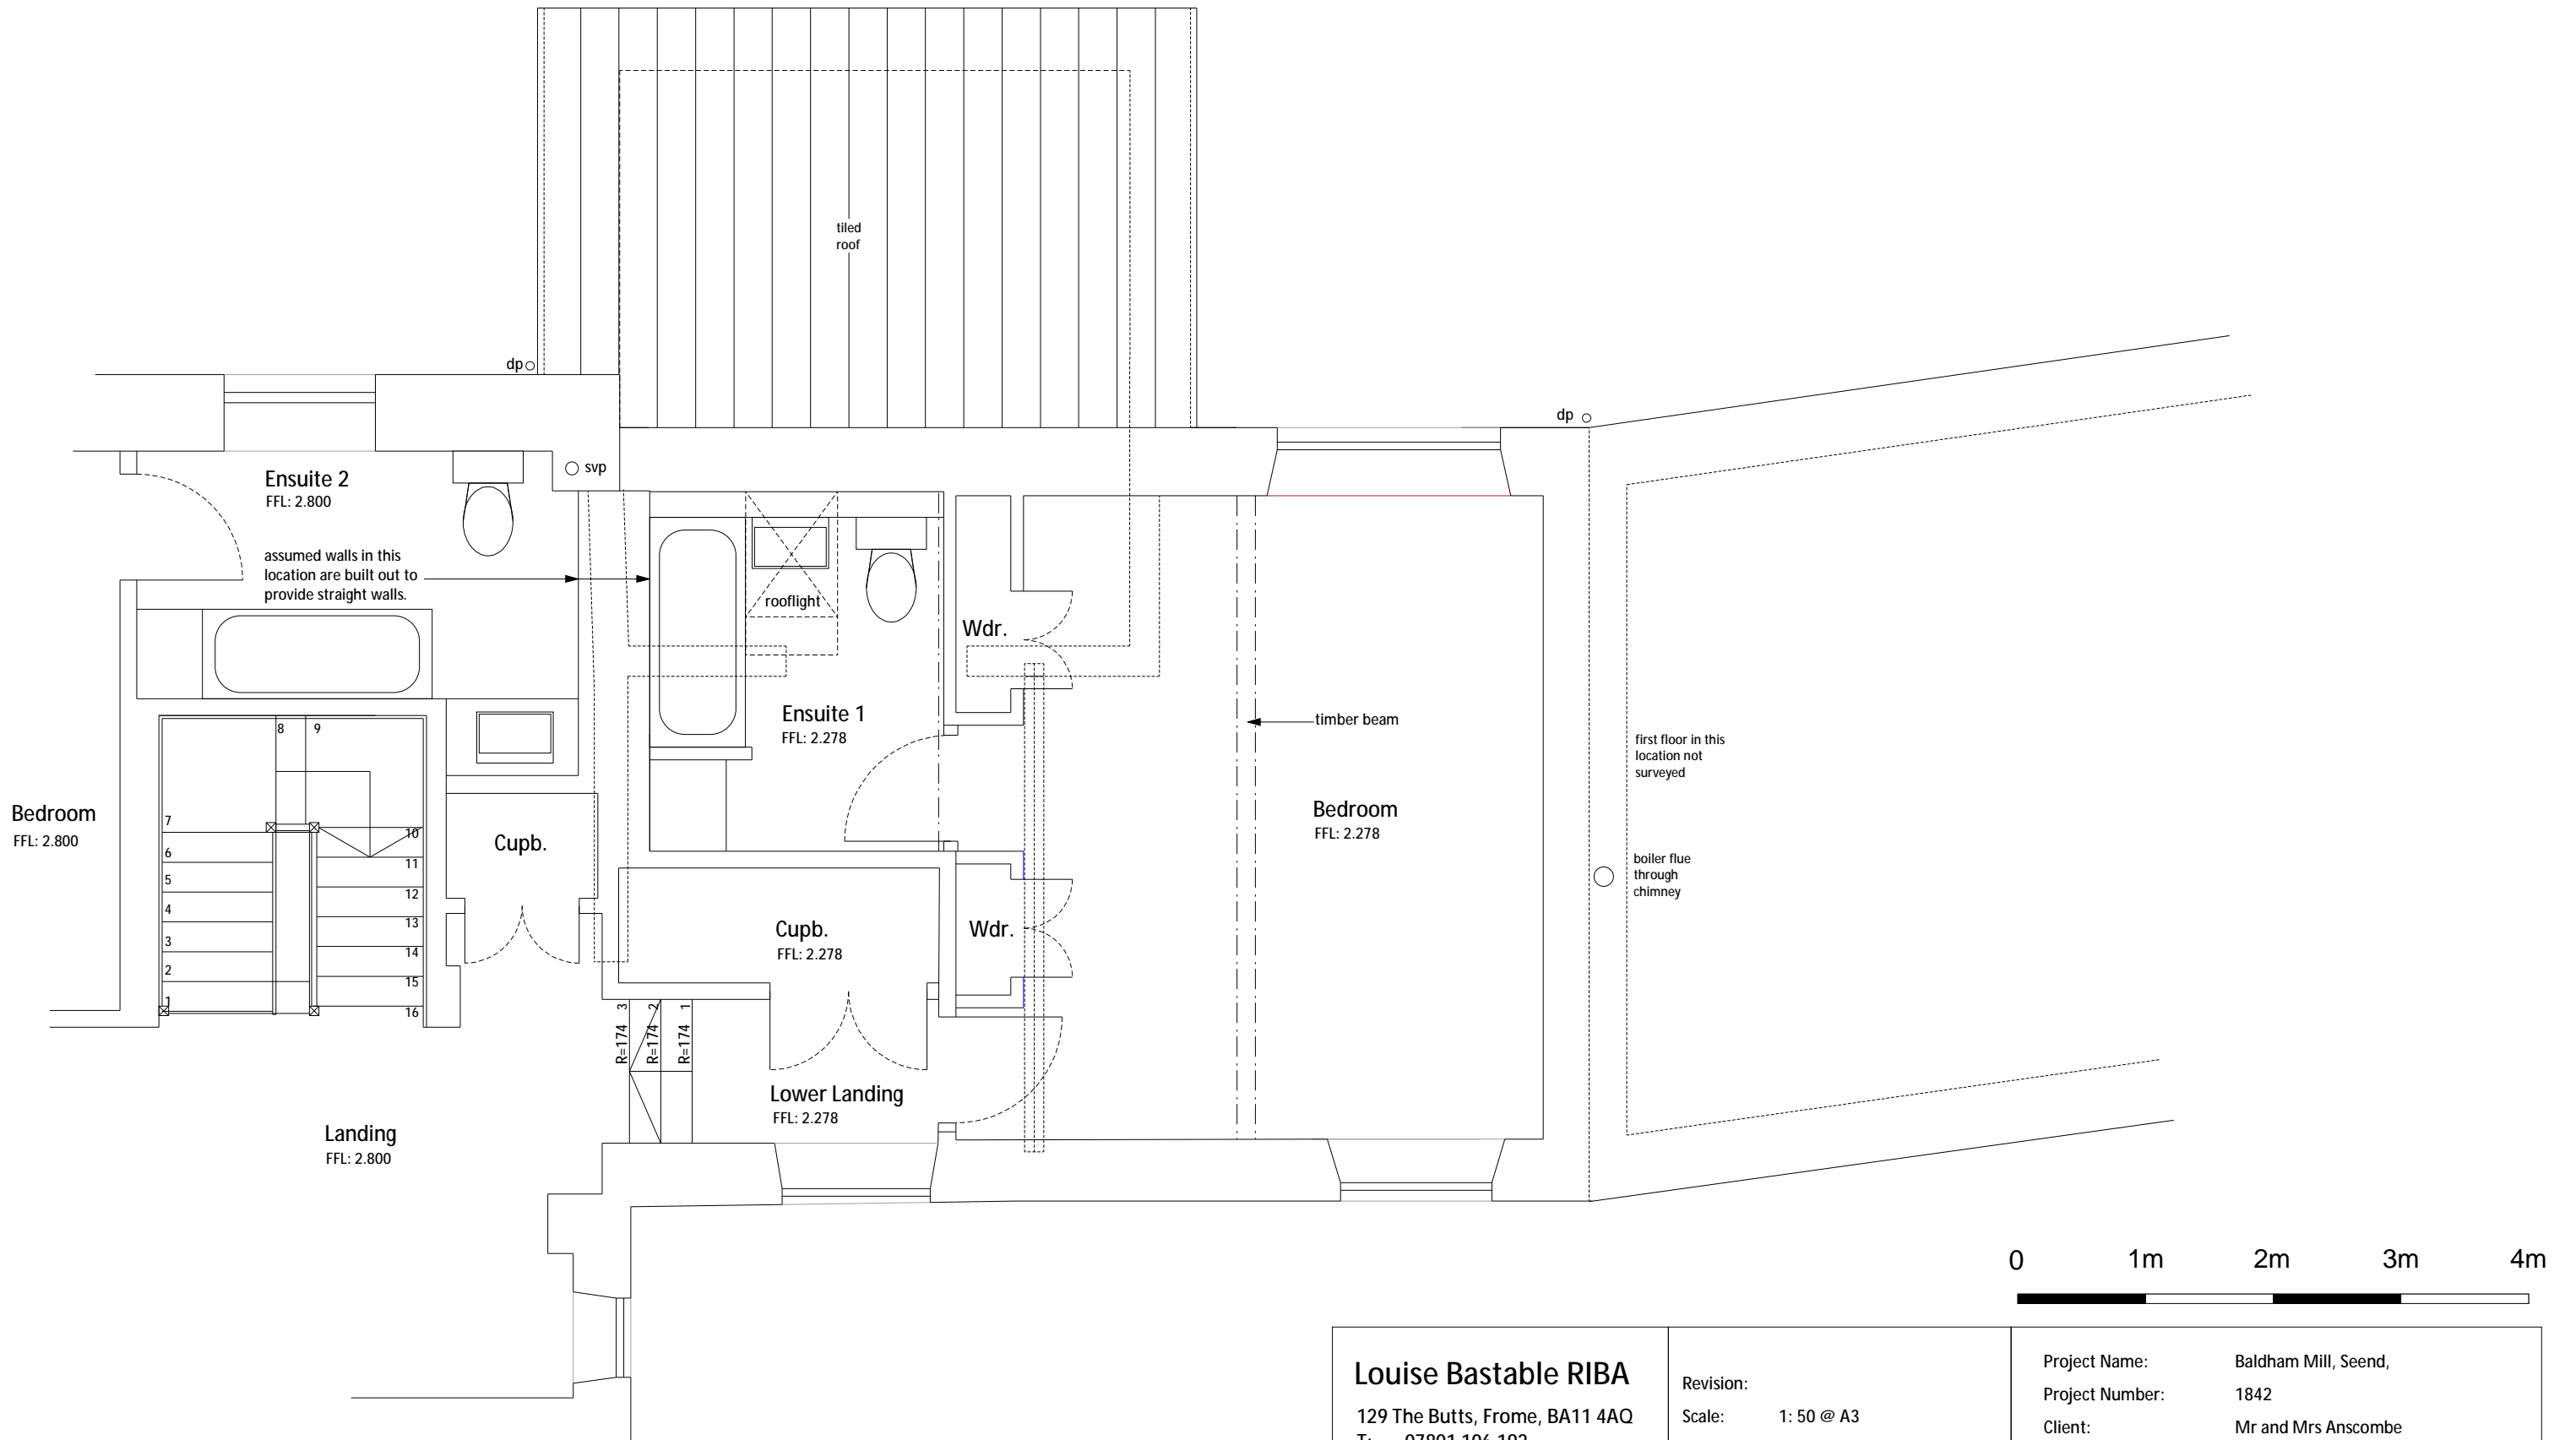 tiled
roof
dp
dp
svp
Ensuite 2
FFL: 2.800
assumed walls in this
location are built out to
provide straight walls.
rooflight
Wdr.
Ensuite 1
FFL: 2.278
timber beam
first floor in this
location not
surveyed
8
9
Bedroom
FFL: 2.800
7
6
5
4
3
2
1
10
11
12
13
14
15
16
Cupb.
Bedroom
FFL: 2.278
boiler flue
through
chimney
Cupb.
FFL: 2.278
Wdr.
R=174 3
R=174 2
R=174 1
Lower Landing
FFL: 2.278
Landing
FFL: 2.800
0 1m 2m 3m 4m
Louise Bastable RIBA
129 The Butts, Frome, BA11 4AQ
Revision:
Scale: 1: 50 @ A3
Project Name: Baldham Mill, Seend,
Project Number: 1842
Client: Mr and Mrs Anscombe